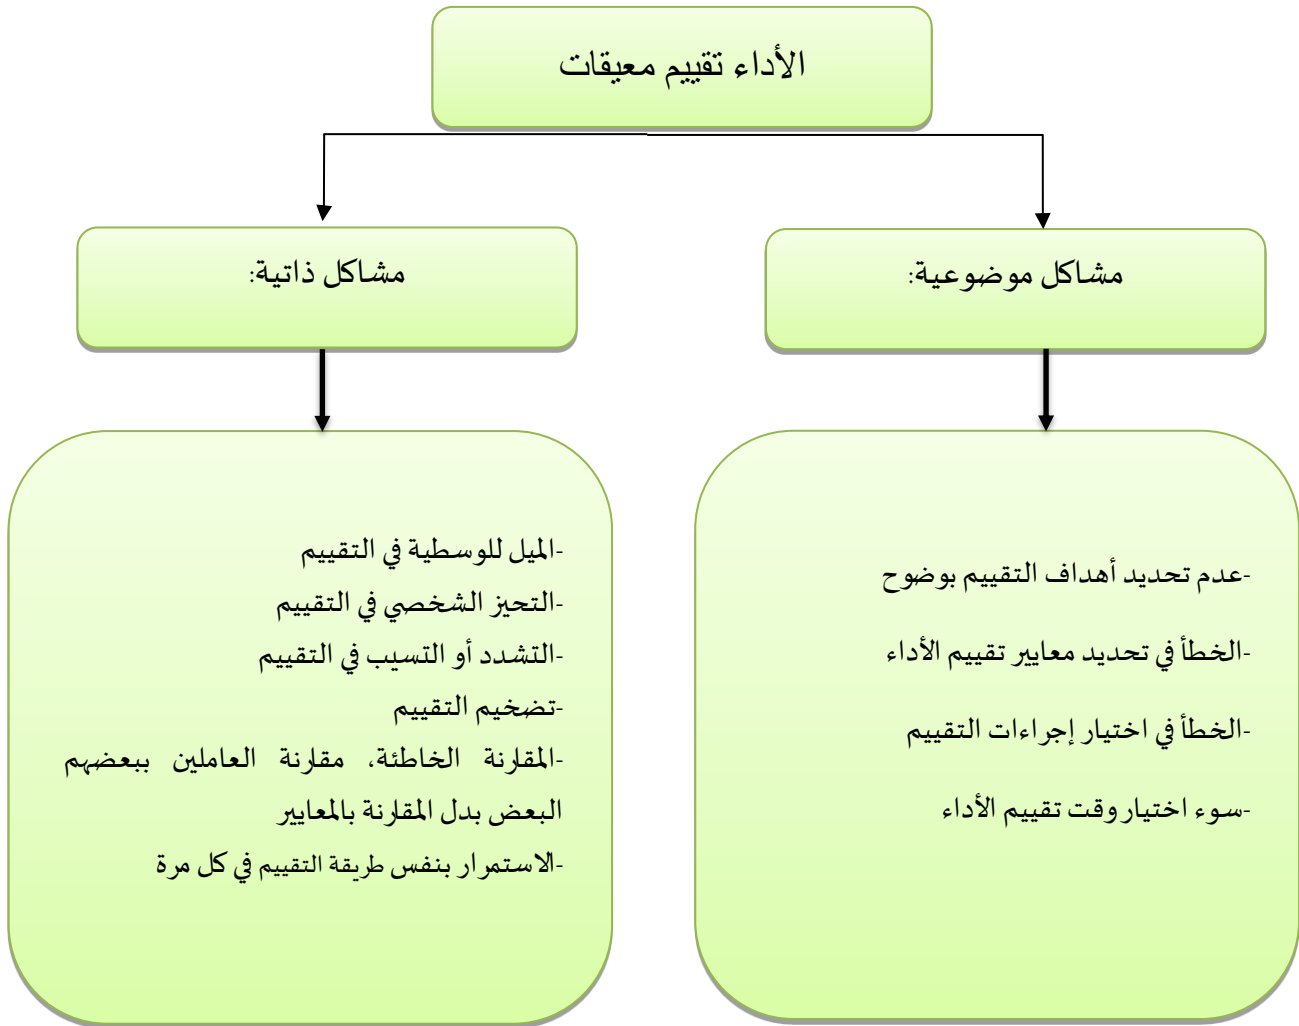 الأداء تقييم معيقات
مشاكل موضوعية:
مشاكل ذاتية:
-عدم تحديد أهداف التقييم بوضوح
-الخطأ في تحديد معايير تقييم الأداء
-الخطأ في اختيار إجراءات التقييم
-سوء اختيار وقت تقييم الأداء
-الميل للوسطية في التقييم
-التحيز الشخصي في التقييم
-التشدد أو التسيب في التقييم
-تضخيم التقييم
-المقارنة الخاطئة، مقارنة العاملين ببعضهم
البعض بدل المقارنة بالمعايير
-الاستمرار بنفس طريقة التقييم في كل مرة